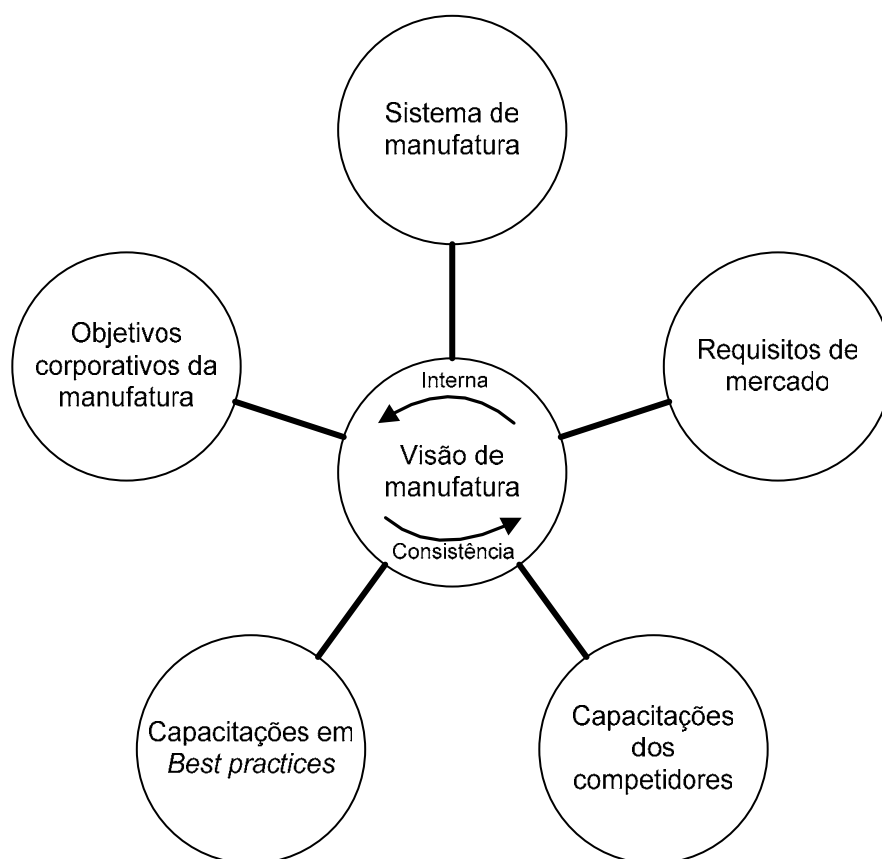 Sistema de
manufatura
Objetivos
corporativos da
manufatura
Requisitos de
mercado
Interna
Visão de
manufatura
Consistência
Capacitações em
Best practices
Capacitações
dos
competidores